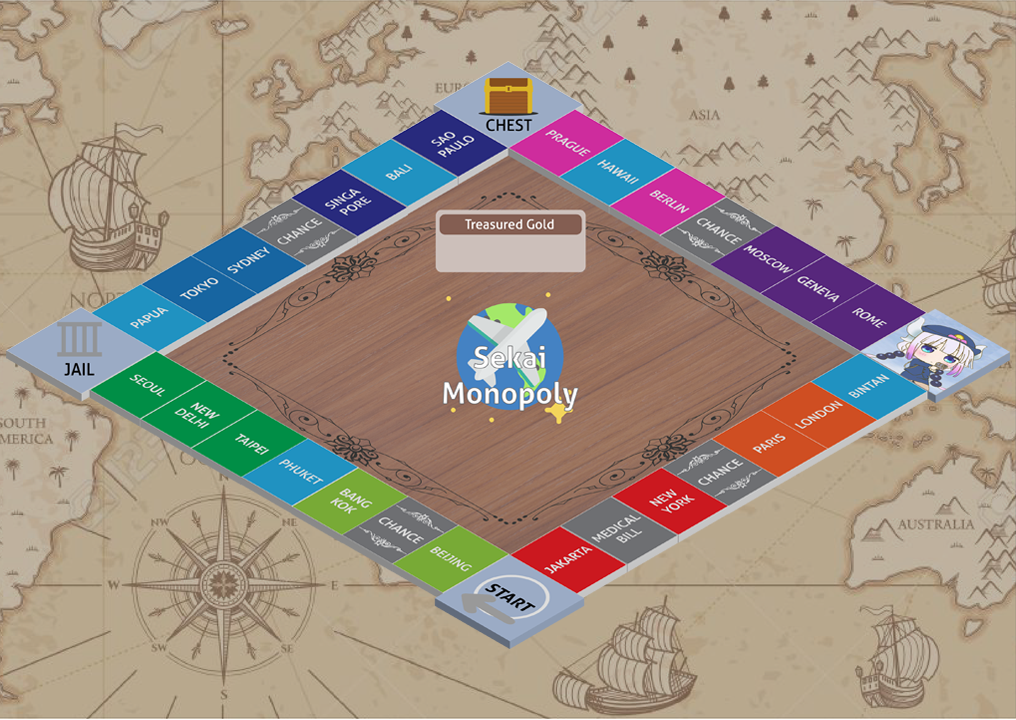 EUR
ASIA
CHEST
SAO
PAULO
BALI
SINGA
PORE
CHANCE
SYDNEY
TOKYO
PAPUA
JAIL
PRAGUE
HAWAII
BERLIN
CHANCE
MOSCOW
GENEVA
ROME
Treasured Gold
Sekai
Monopoly
NOR
SEOUL
NEW
DELHI
TAIPEI
PHUKET
BANG
KOK
CHANCE
BEIJING
START
JAKARTA
MEDICAL
BILL
NEW
YORK
CHANCE
PARIS
LONDON
BINTAN
SOUTH
MERICA
AUSTRALIA
N
NW
NE
W
E
SW
SE
S